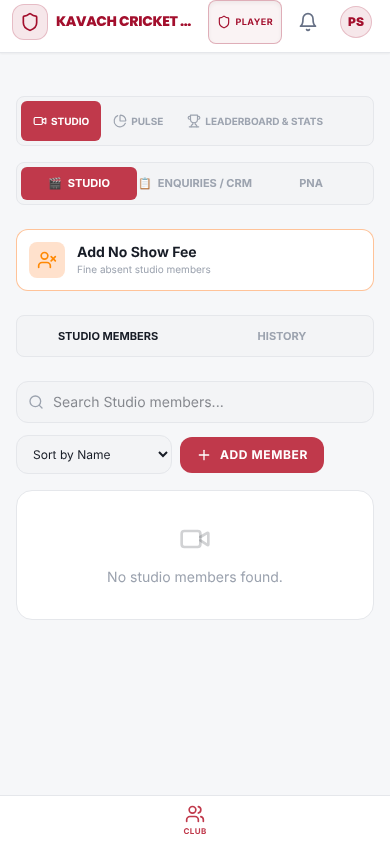 KAVACH CRICKET ...
PLAYER
PS
STUDIO
PULSE
LEADERBOARD & STATS
STUDIO
ENQUIRIES / CRM
PNA
Add No Show Fee
Fine absent studio members
STUDIO MEMBERS
HISTORY
Search Studio members...
Sort by Name
ADD MEMBER
No studio members found.
CLUB